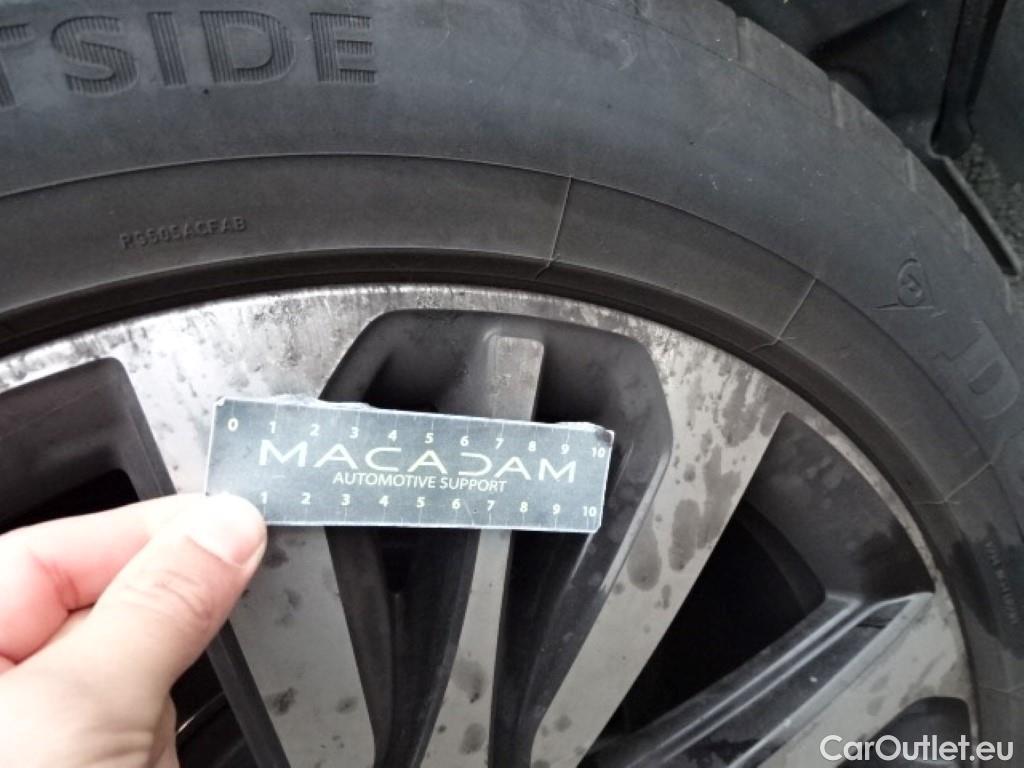 TSIDE
0 1 2 3 4 5 6 7 8 9 10
MACADAM
AUTOMOTIVE SUPPORT
1 2 3 4 5 6 7 8 9 10
D
CarOutlet.eu